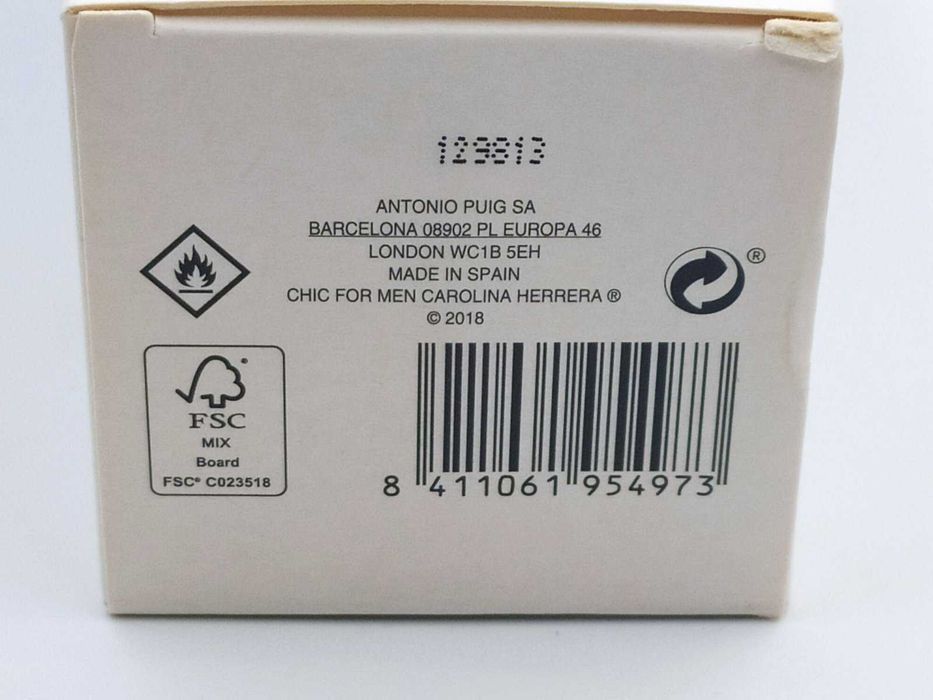 129813
ANTONIO PUIG SA
BARCELONA 08902 PL EUROPA 46
LONDON WC1B 5EH
MADE IN SPAIN
CHIC FOR MEN CAROLINA HERRERA ®
© 2018
®
FSC®
MIX
Board
FSC® C023518
8 411061 954973